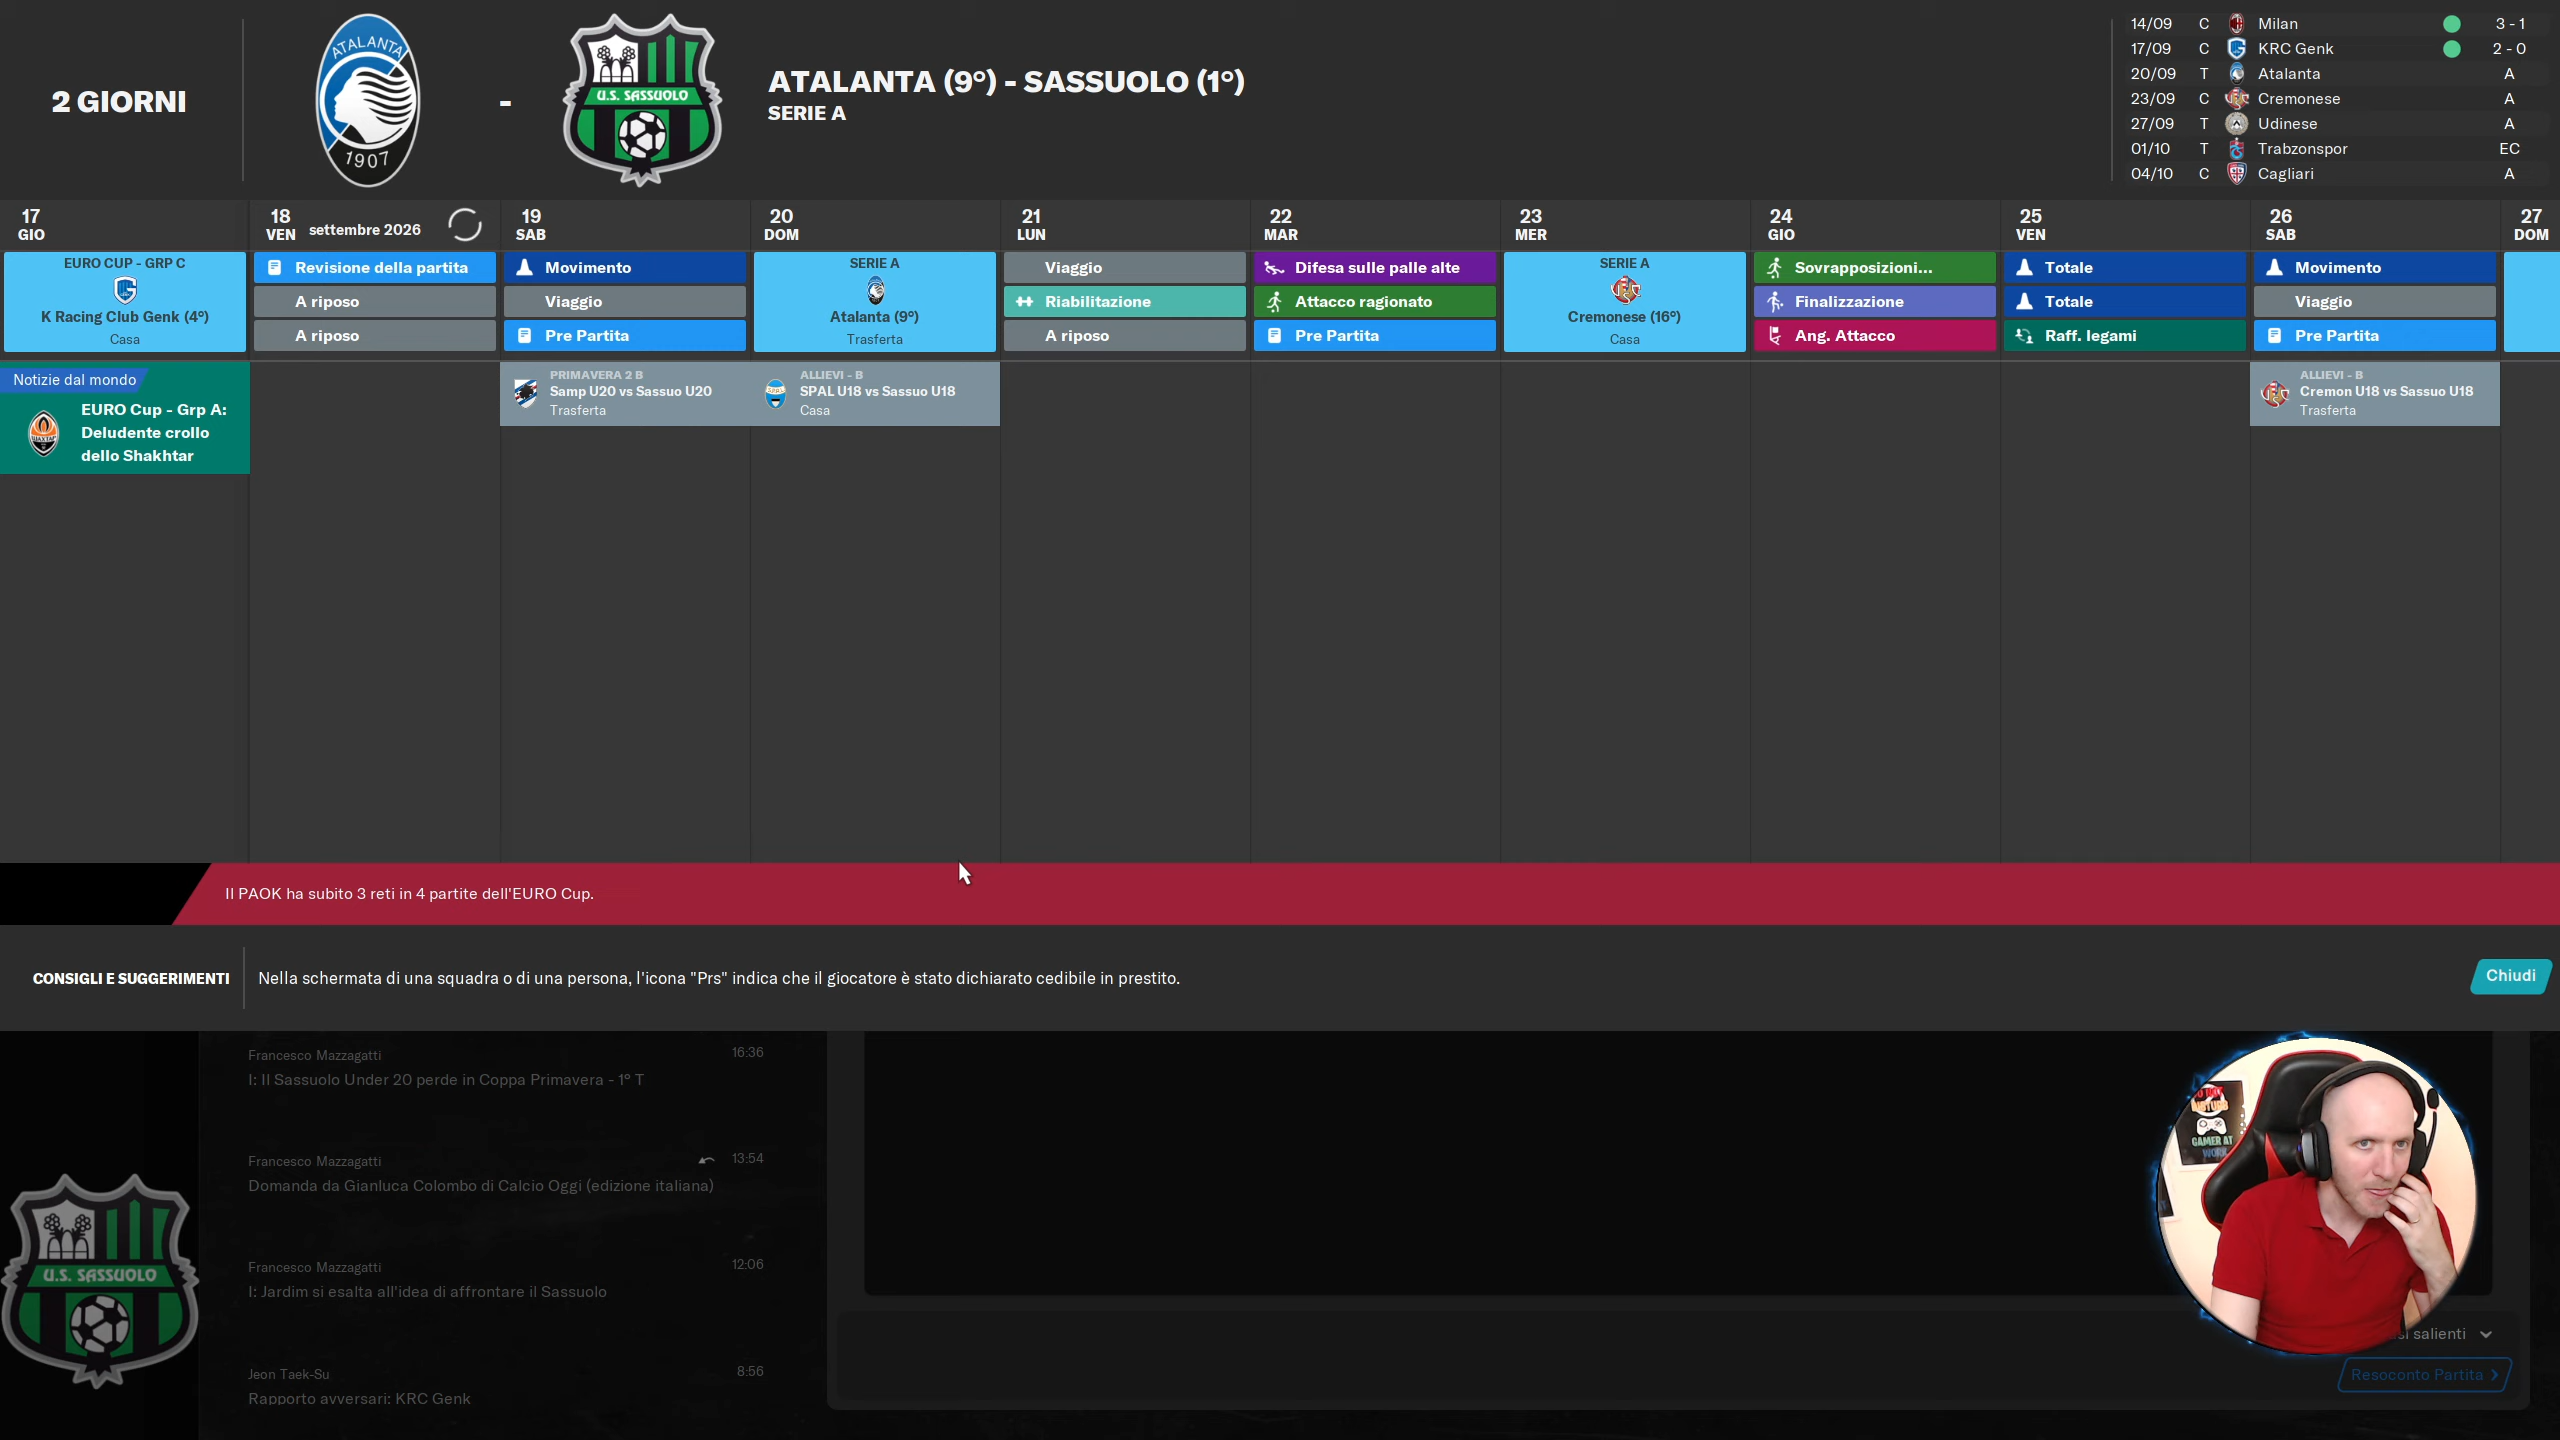 2 GIORNI
ATALANTA
1907
-
U.S. SASSUOLO
ATALANTA (9°) - SASSUOLO (1°)
SERIE A
14/09 C Milan 3 - 1
17/09 C KRC Genk 2 - 0
20/09 T Atalanta A
23/09 C Cremonese A
27/09 T Udinese A
01/10 T Trabzonspor EC
04/10 C Cagliari A
17
GIO
18
VEN
settembre 2026
19
SAB
20
DOM
21
LUN
22
MAR
23
MER
24
GIO
25
VEN
26
SAB
27
DOM
EURO CUP - GRP C
K Racing Club Genk (4°)
Casa
Revisione della partita
A riposo
A riposo
Movimento
Viaggio
Pre Partita
SERIE A
Atalanta (9°)
Trasferta
Viaggio
Riabilitazione
A riposo
Difesa sulle palle alte
Attacco ragionato
Pre Partita
SERIE A
Cremonese (16°)
Casa
Sovrapposizioni...
Finalizzazione
Ang. Attacco
Totale
Totale
Raff. legami
Movimento
Viaggio
Pre Partita
Notizie dal mondo
EURO Cup - Grp A:
Deludente crollo
dello Shakhtar
PRIMAVERA 2 B
Samp U20 vs Sassuo U20
Trasferta
ALLIEVI - B
SPAL U18 vs Sassuo U18
Casa
ALLIEVI - B
Cremon U18 vs Sassuo U18
Trasferta
Il PAOK ha subito 3 reti in 4 partite dell'EURO Cup.
CONSIGLI E SUGGERIMENTI
Nella schermata di una squadra o di una persona, l'icona "Prs" indica che il giocatore è stato dichiarato cedibile in prestito.
Chiudi
Francesco Mazzagatti 16:36
I: Il Sassuolo Under 20 perde in Coppa Primavera - 1° T
Francesco Mazzagatti 13:54
Domanda da Gianluca Colombo di Calcio Oggi (edizione italiana)
Francesco Mazzagatti 12:06
I: Jardim si esalta all'idea di affrontare il Sassuolo
Jeon Taek-Su 8:56
Rapporto avversari: KRC Genk
U.S. SASSUOLO
GAMER AT
WORK
salienti
Resoconto Partita